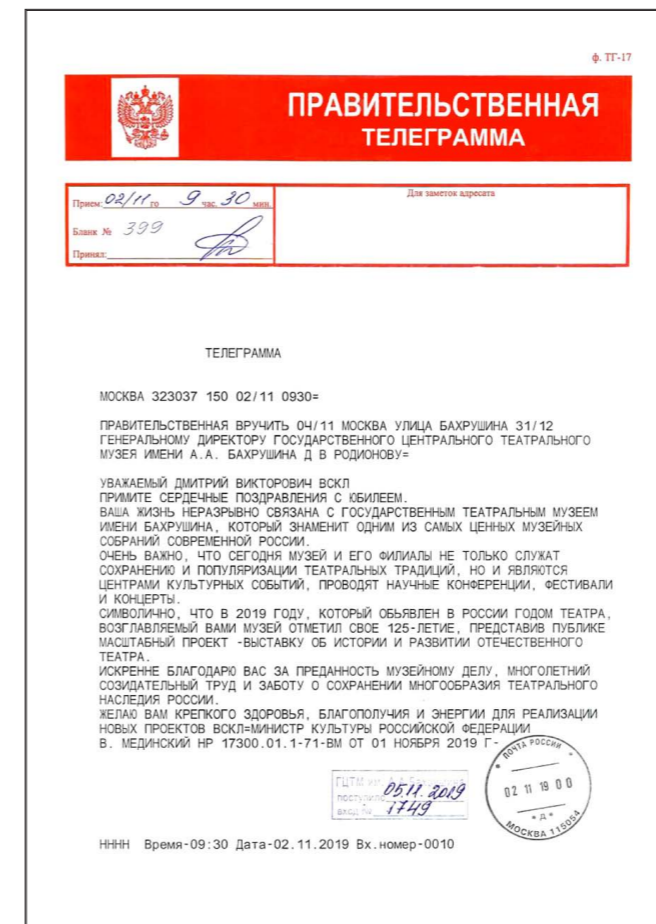 ф. ТГ-17
ПРАВИТЕЛЬСТВЕННАЯ
ТЕЛЕГРАММА
Прием: 02/11 го 9 час. 30 мин.
Бланк № 399
Принял:
Для заметок адресата
ТЕЛЕГРАММА
МОСКВА 323037 150 02/11 0930=
ПРАВИТЕЛЬСТВЕННАЯ ВРУЧИТЬ 04/11 МОСКВА УЛИЦА БАХРУШИНА 31/12
ГЕНЕРАЛЬНОМУ ДИРЕКТОРУ ГОСУДАРСТВЕННОГО ЦЕНТРАЛЬНОГО ТЕАТРАЛЬНОГО
МУЗЕЯ ИМЕНИ А.А. БАХРУШИНА Д В РОДИОНОВУ=
УВАЖАЕМЫЙ ДМИТРИЙ ВИКТОРОВИЧ ВСКЛ
ПРИМИТЕ СЕРДЕЧНЫЕ ПОЗДРАВЛЕНИЯ С ЮБИЛЕЕМ.
ВАША ЖИЗНЬ НЕРАЗРЫВНО СВЯЗАНА С ГОСУДАРСТВЕННЫМ ТЕАТРАЛЬНЫМ МУЗЕЕМ
ИМЕНИ БАХРУШИНА, КОТОРЫЙ ЗНАМЕНИТ ОДНИМ ИЗ САМЫХ ЦЕННЫХ МУЗЕЙНЫХ
СОБРАНИЙ СОВРЕМЕННОЙ РОССИИ.
ОЧЕНЬ ВАЖНО, ЧТО СЕГОДНЯ МУЗЕЙ И ЕГО ФИЛИАЛЫ НЕ ТОЛЬКО СЛУЖАТ
СОХРАНЕНИЮ И ПОПУЛЯРИЗАЦИИ ТЕАТРАЛЬНЫХ ТРАДИЦИЙ, НО И ЯВЛЯЮТСЯ
ЦЕНТРАМИ КУЛЬТУРНЫХ СОБЫТИЙ, ПРОВОДЯТ НАУЧНЫЕ КОНФЕРЕНЦИИ, ФЕСТИВАЛИ
И КОНЦЕРТЫ.
СИМВОЛИЧНО, ЧТО В 2019 ГОДУ, КОТОРЫЙ ОБЬЯВЛЕН В РОССИИ ГОДОМ ТЕАТРА,
ВОЗГЛАВЛЯЕМЫЙ ВАМИ МУЗЕЙ ОТМЕТИЛ СВОЕ 125-ЛЕТИЕ, ПРЕДСТАВИВ ПУБЛИКЕ
МАСШТАБНЫЙ ПРОЕКТ -ВЫСТАВКУ ОБ ИСТОРИИ И РАЗВИТИИ ОТЕЧЕСТВЕННОГО
ТЕАТРА.
ИСКРЕННЕ БЛАГОДАРЮ ВАС ЗА ПРЕДАННОСТЬ МУЗЕЙНОМУ ДЕЛУ, МНОГОЛЕТНИЙ
СОЗИДАТЕЛЬНЫЙ ТРУД И ЗАБОТУ О СОХРАНЕНИИ МНОГООБРАЗИЯ ТЕАТРАЛЬНОГО
НАСЛЕДИЯ РОССИИ.
ЖЕЛАЮ ВАМ КРЕПКОГО ЗДОРОВЬЯ, БЛАГОПОЛУЧИЯ И ЭНЕРГИИ ДЛЯ РЕАЛИЗАЦИИ
НОВЫХ ПРОЕКТОВ ВСКЛ=МИНИСТР КУЛЬТУРЫ РОССИЙСКОЙ ФЕДЕРАЦИИ
В. МЕДИНСКИЙ НР 17300.01.1-71-ВМ ОТ 01 НОЯБРЯ 2019 Г-
ПОЧТА РОССИИ
02 11 19 00
* Д *
МОСКВА 115054
ГЦТМ им. А.А.
поступило 05.11.2019
вход № 1749
НННН Время-09:30 Дата-02.11.2019 Вх.номер-0010